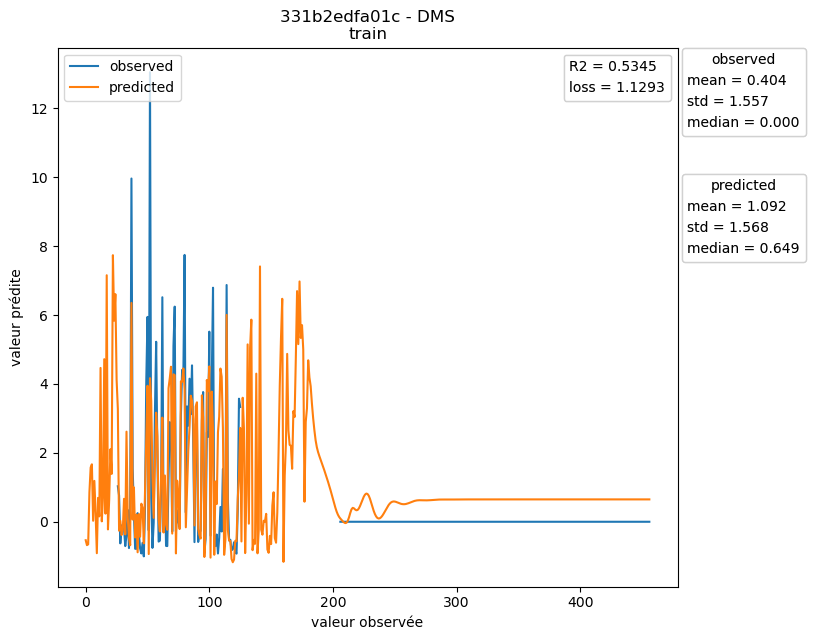 331b2edfa01c - DMS
train
observed
predicted
R2 = 0.5345
loss = 1.1293
observed
mean = 0.404
std = 1.557
median = 0.000
predicted
mean = 1.092
std = 1.568
median = 0.649
valeur prédite
12
10
8
6
4
2
0
0
100
200
300
400
valeur observée